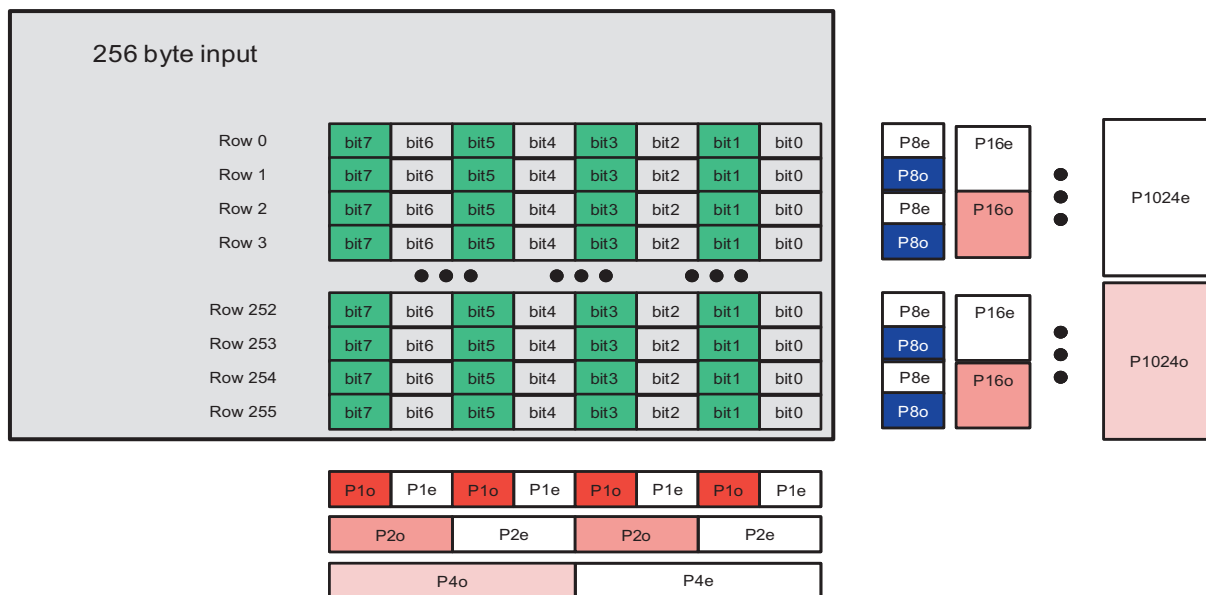 256 byte input
Row 0 bit7 bit6 bit5 bit4 bit3 bit2 bit1 bit0 P8e P16e P1024e
Row 1 bit7 bit6 bit5 bit4 bit3 bit2 bit1 bit0 P8o
Row 2 bit7 bit6 bit5 bit4 bit3 bit2 bit1 bit0 P8e P16o
Row 3 bit7 bit6 bit5 bit4 bit3 bit2 bit1 bit0 P8o
Row 252 bit7 bit6 bit5 bit4 bit3 bit2 bit1 bit0 P8e P16e P1024o
Row 253 bit7 bit6 bit5 bit4 bit3 bit2 bit1 bit0 P8o
Row 254 bit7 bit6 bit5 bit4 bit3 bit2 bit1 bit0 P8e P16o
Row 255 bit7 bit6 bit5 bit4 bit3 bit2 bit1 bit0 P8o
P1o P1e P1o P1e P1o P1e P1o P1e
P2o P2e P2o P2e
P4o P4e